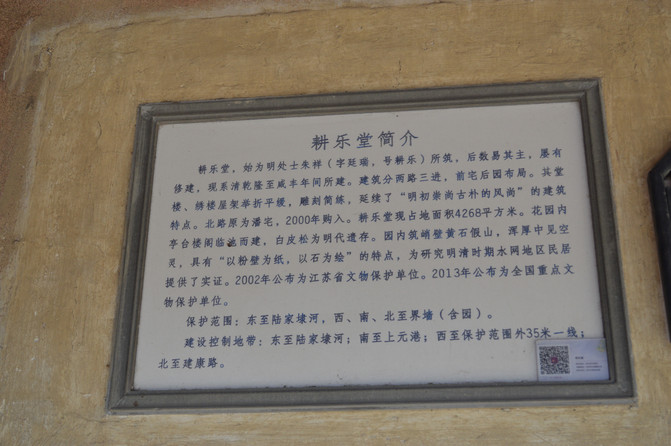 耕乐堂简介
耕乐堂，始为明处士朱祥（字廷瑞，号耕乐）所筑，后数易其主，屡有
修建，现系清乾隆至咸丰年间所建。建筑分两路三进，前宅后园布局。其堂
楼、绣楼屋架举折平缓，雕刻简练，延续了“明初崇尚古朴的风尚”的建筑
特点。北路原为潘宅，2000年购入。耕乐堂现占地面积4268平方米。花园内
亭台楼阁临池而建，白皮松为明代遗存。园内筑峭壁黄石假山，浑厚中见空
灵，具有“以粉壁为纸，以石为绘”的特点，为研究明清时期水网地区民居
提供了实证。2002年公布为江苏省文物保护单位。2013年公布为全国重点文
物保护单位。
保护范围：东至陆家埭河，西、南、北至界墙（含园）。
建设控制地带：东至陆家埭河；南至上元港；西至保护范围外35米一线；
北至建康路。